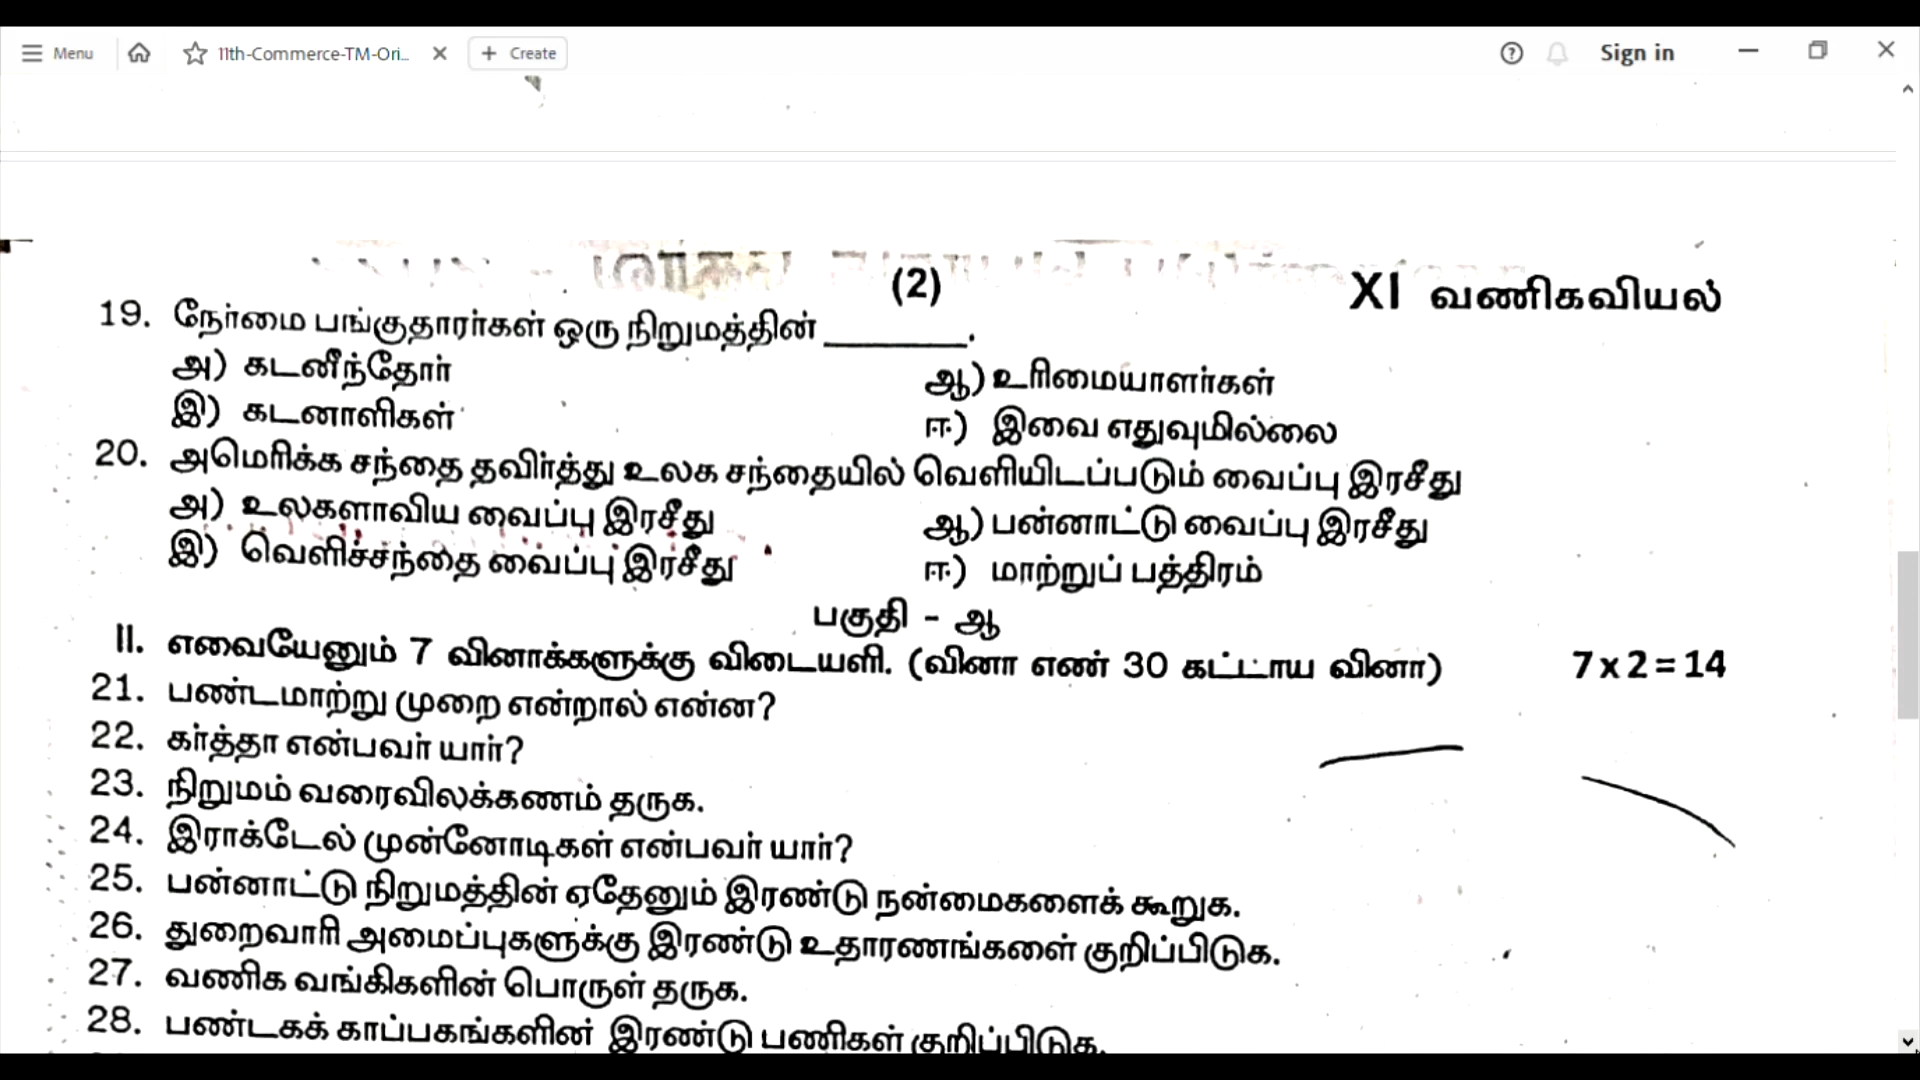 Menu 11th-Commerce-TM-Ori... Create Sign in
(2) XI வணிகவியல்
19. நேர்மை பங்குதாரர்கள் ஒரு நிறுமத்தின் ________.
அ) கடனீந்தோர் ஆ) உரிமையாளர்கள்
இ) கடனாளிகள் ஈ) இவை எதுவுமில்லை
20. அமெரிக்க சந்தை தவிர்த்து உலக சந்தையில் வெளியிடப்படும் வைப்பு இரசீது
அ) உலகளாவிய வைப்பு இரசீது ஆ) பன்னாட்டு வைப்பு இரசீது
இ) வெளிச்சந்தை வைப்பு இரசீது ஈ) மாற்றுப் பத்திரம்
பகுதி - ஆ
II. எவையேனும் 7 வினாக்களுக்கு விடையளி. (வினா எண் 30 கட்டாய வினா) 7 x 2 = 14
21. பண்டமாற்று முறை என்றால் என்ன?
22. கர்த்தா என்பவர் யார்?
23. நிறுமம் வரைவிலக்கணம் தருக.
24. இராக்டேல் முன்னோடிகள் என்பவர் யார்?
25. பன்னாட்டு நிறுமத்தின் ஏதேனும் இரண்டு நன்மைகளைக் கூறுக.
26. துறைவாரி அமைப்புகளுக்கு இரண்டு உதாரணங்களை குறிப்பிடுக.
27. வணிக வங்கிகளின் பொருள் தருக.
28. பண்டகக் காப்பகங்களின் இரண்டு பணிகள் குறிப்பிடுக.